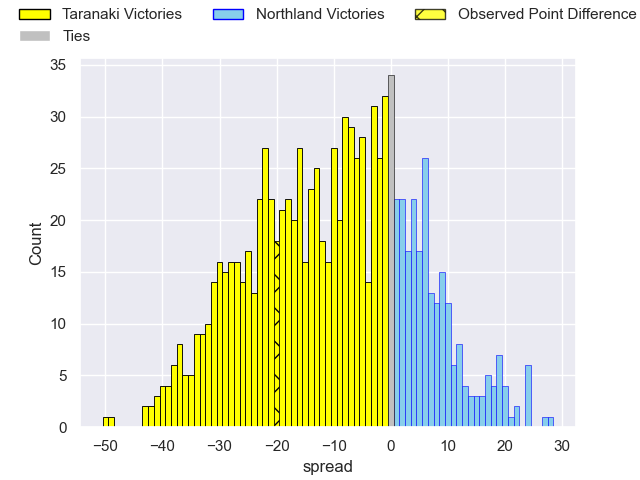 Taranaki Victories
Northland Victories
Observed Point Difference
Ties
35
30
25
20
15
10
5
0
Count
−50
−40
−30
−20
−10
0
10
20
30
spread